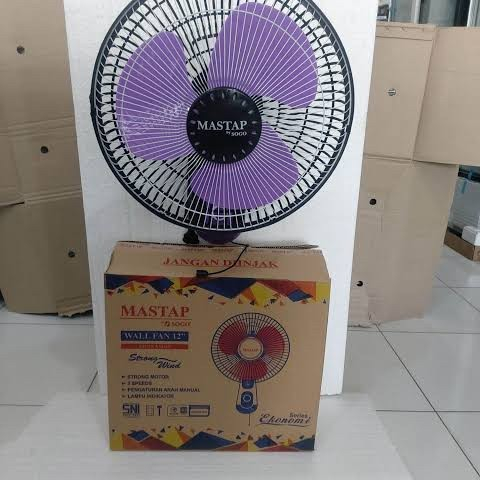 MASTAP
by SOGO
JANGAN DIINJAK
MASTAP
by SOGO
WALL FAN 12"
Strong
Wind
STRONG MOTOR
3 SPEEDS
PENGATURAN ARAH MANUAL
LAMPU INDIKATOR
SNI
Series
Ekonomi